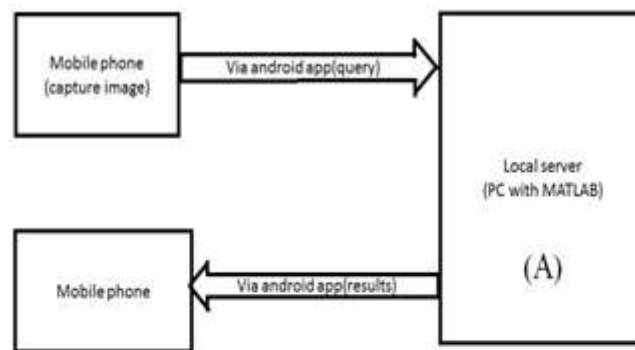 Mobile phone
(capture image)
Via android app(query)
Local server
(PC with MATLAB)
(A)
Mobile phone
Via android app(results)